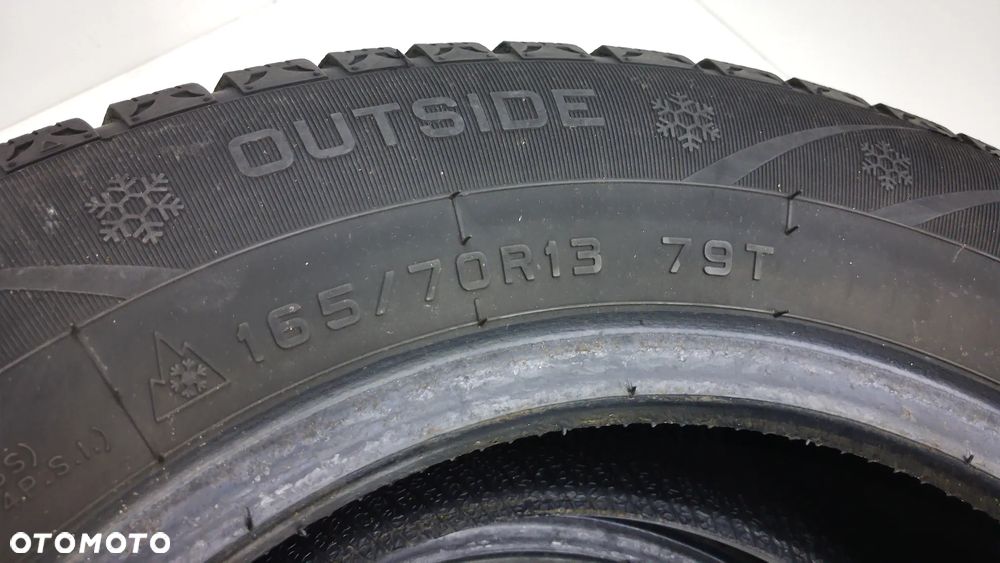 OUTSIDE
165/70R13 79T
S)
P.S.I.)
OTOMOTO